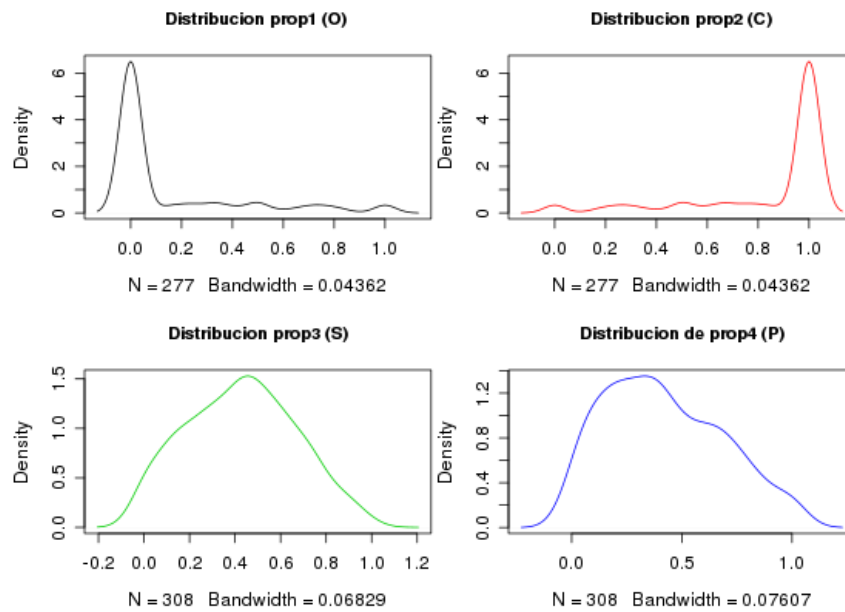 Distribucion prop1 (O)
Density
0 2 4 6
0.0 0.2 0.4 0.6 0.8 1.0
N = 277 Bandwidth = 0.04362
Distribucion prop2 (C)
Density
0 2 4 6
0.0 0.2 0.4 0.6 0.8 1.0
N = 277 Bandwidth = 0.04362
Distribucion prop3 (S)
Density
0.0 0.5 1.0 1.5
-0.2 0.0 0.2 0.4 0.6 0.8 1.0 1.2
N = 308 Bandwidth = 0.06829
Distribucion de prop4 (P)
Density
0.0 0.4 0.8 1.2
0.0 0.5 1.0
N = 308 Bandwidth = 0.07607